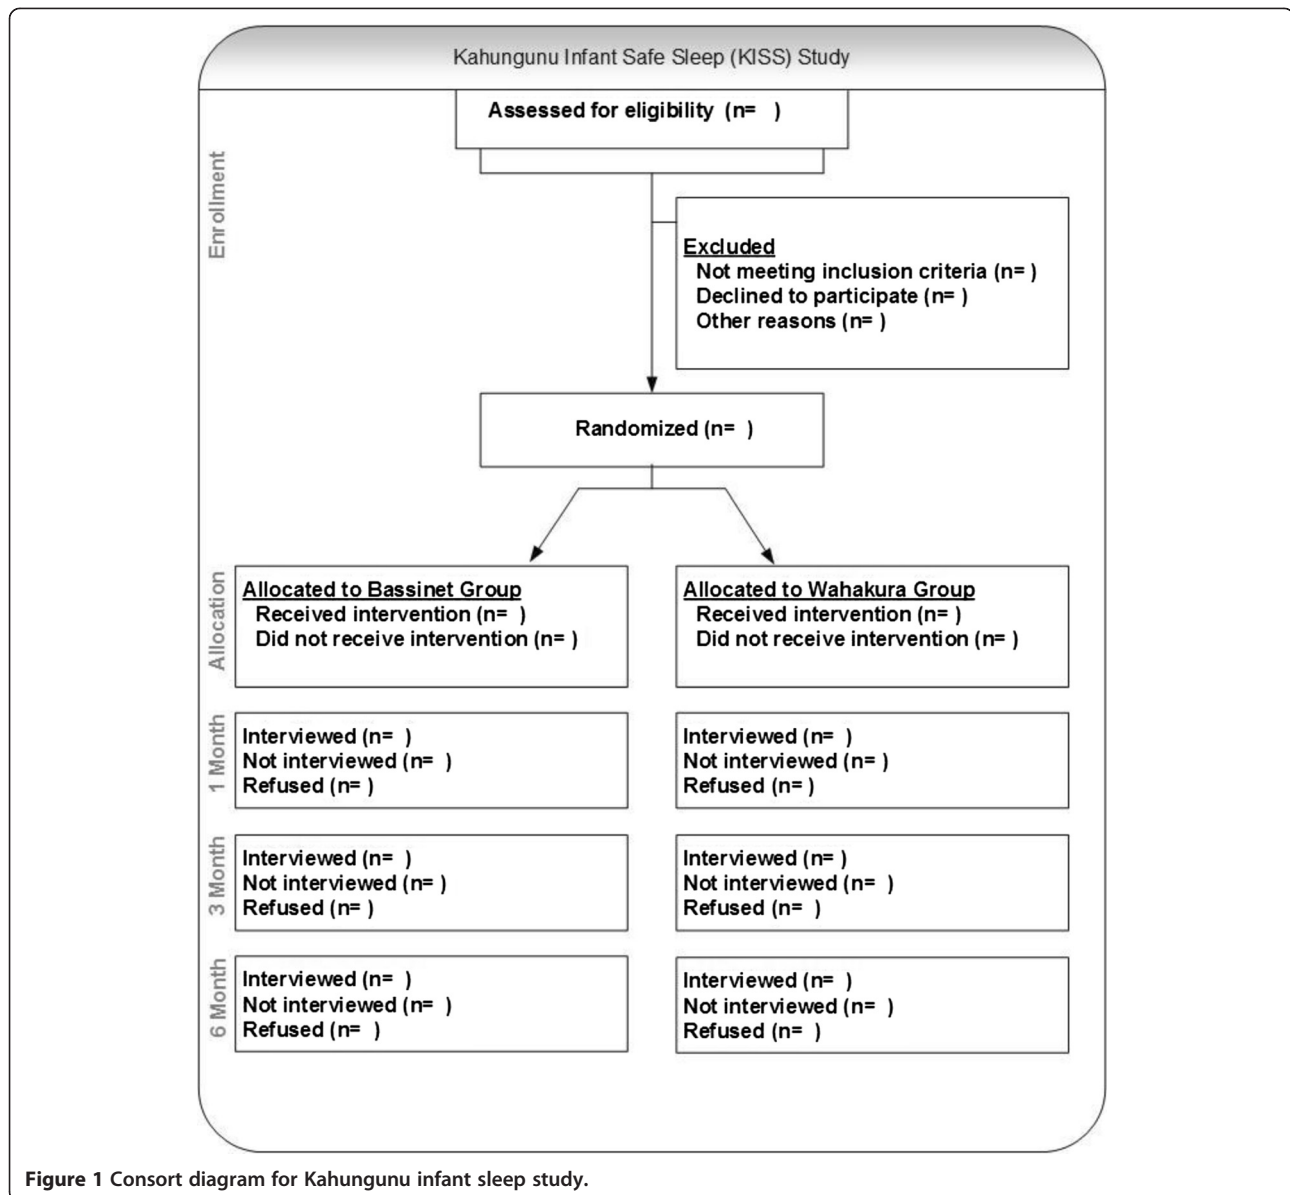 Kahungunu Infant Safe Sleep (KISS) Study
Assessed for eligibility (n= )
Enrollment
Excluded
Not meeting inclusion criteria (n= )
Declined to participate (n= )
Other reasons (n= )
Randomized (n= )
Allocation
Allocated to Bassinet Group
Received intervention (n= )
Did not receive intervention (n= )
Allocated to Wahakura Group
Received intervention (n= )
Did not receive intervention (n= )
1 Month
Interviewed (n= )
Not interviewed (n= )
Refused (n= )
Interviewed (n= )
Not interviewed (n= )
Refused (n= )
3 Month
Interviewed (n= )
Not interviewed (n= )
Refused (n= )
Interviewed (n= )
Not interviewed (n= )
Refused (n= )
6 Month
Interviewed (n= )
Not interviewed (n= )
Refused (n= )
Interviewed (n= )
Not interviewed (n= )
Refused (n= )
Figure 1 Consort diagram for Kahungunu infant sleep study.